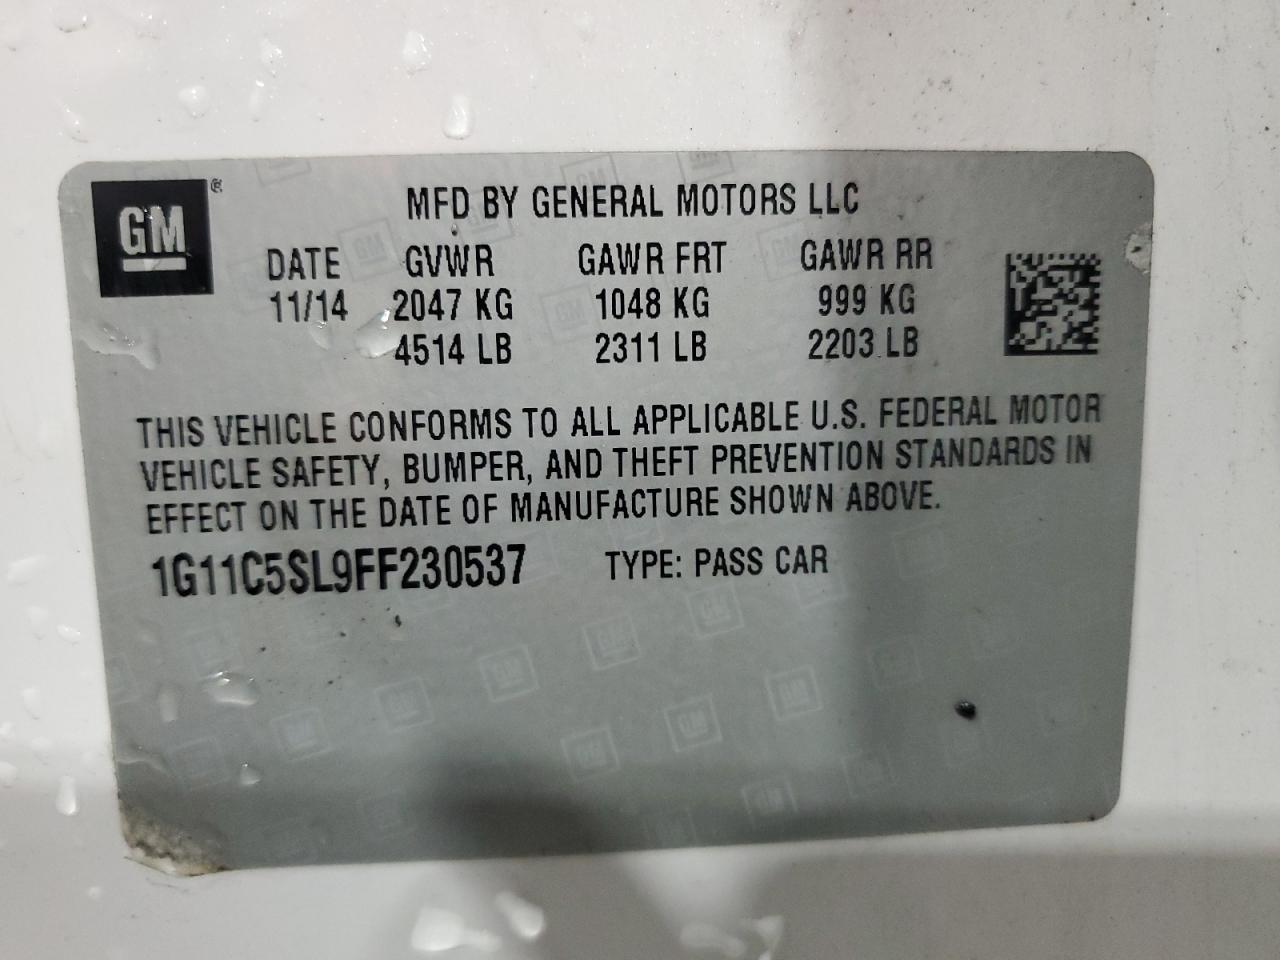 GM ®
MFD BY GENERAL MOTORS LLC
DATE GVWR GAWR FRT GAWR RR
11/14 2047 KG 1048 KG 999 KG
4514 LB 2311 LB 2203 LB
THIS VEHICLE CONFORMS TO ALL APPLICABLE U.S. FEDERAL MOTOR
VEHICLE SAFETY, BUMPER, AND THEFT PREVENTION STANDARDS IN
EFFECT ON THE DATE OF MANUFACTURE SHOWN ABOVE.
1G11C5SL9FF230537 TYPE: PASS CAR